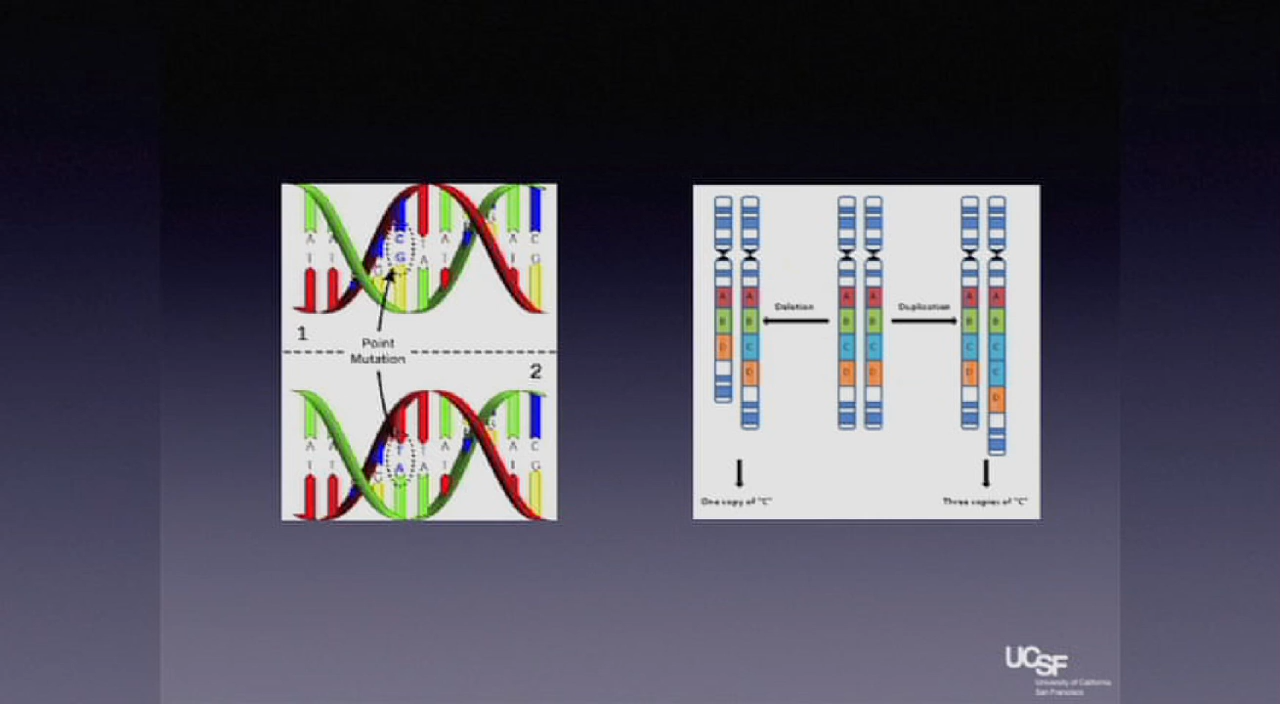 A
A
C
T
A
A
C
T
T
G
G
A
T
G
1
Point
Mutation
2
A
A
T
A
A
C
T
T
G
A
T
T
G
Deletion
Duplication
A A A A A A
B B B B B B
D C C C C C
D D D D C
D
One copy of "C"
Three copies of "C"
UCSF
University of California
San Francisco